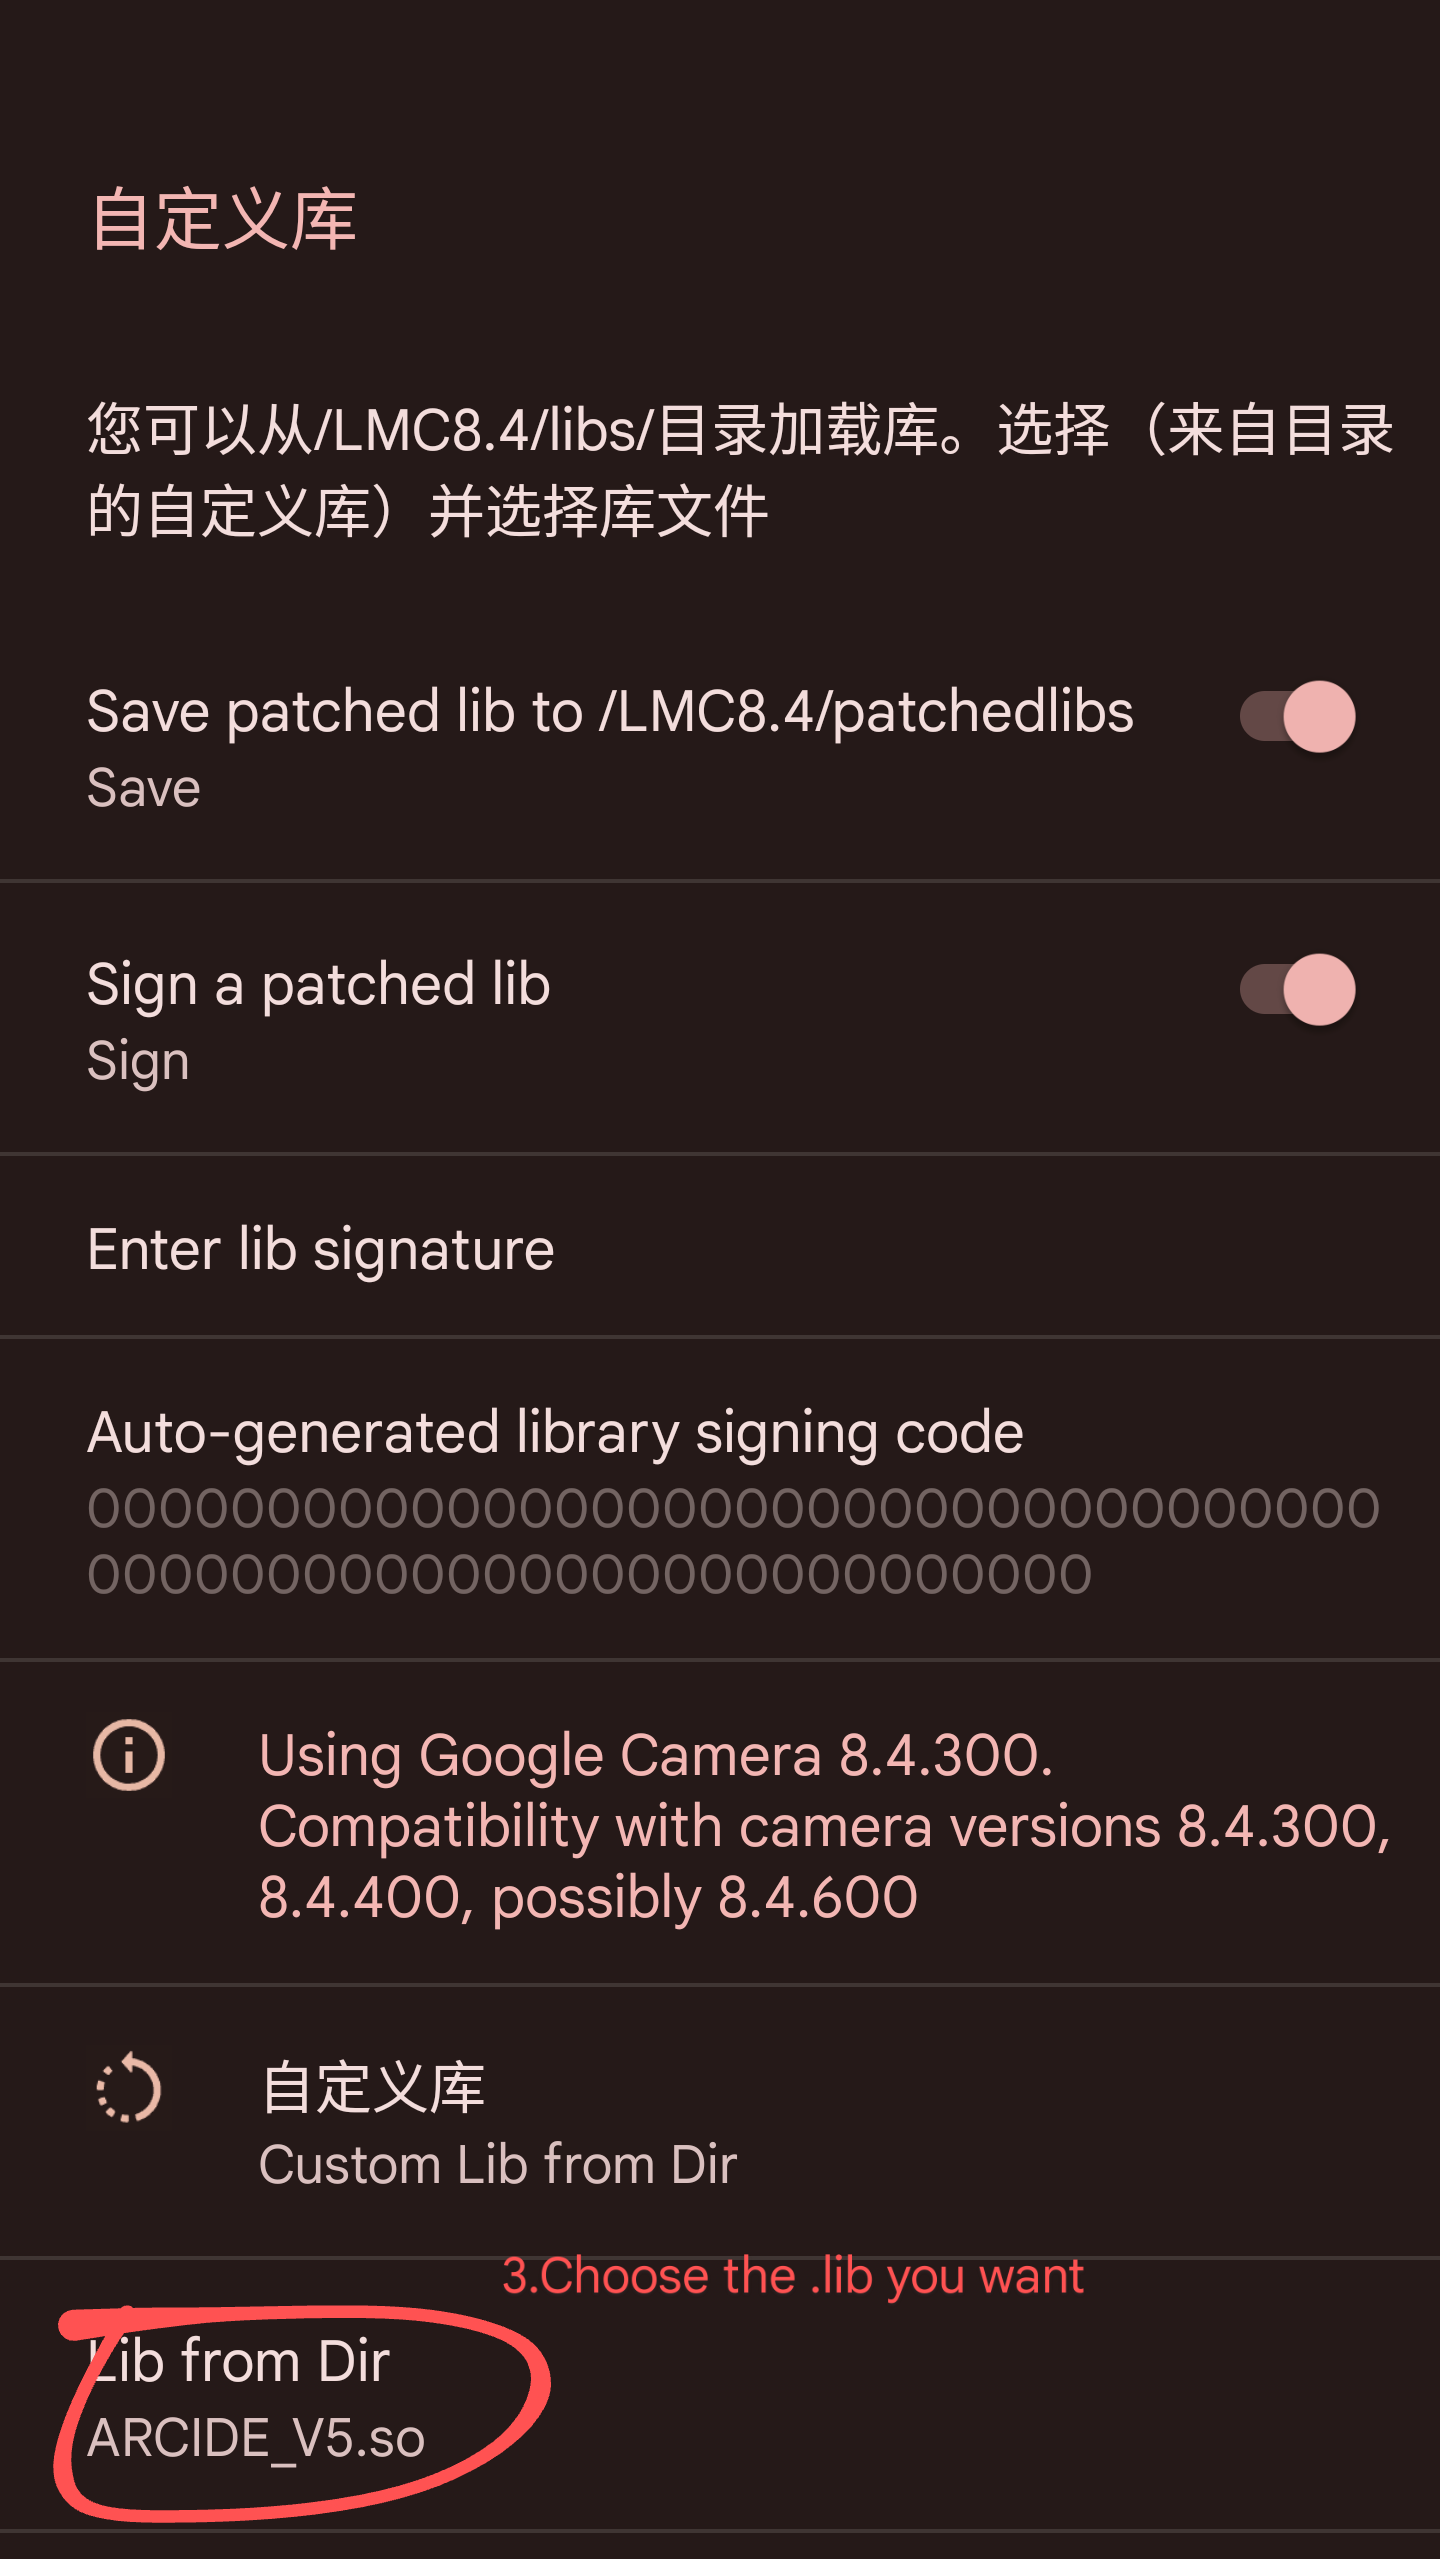 自定义库
您可以从/LMC8.4/libs/目录加载库。选择（来自目录
的自定义库）并选择库文件
Save patched lib to /LMC8.4/patchedlibs
Save
Sign a patched lib
Sign
Enter lib signature
Auto-generated library signing code
000000000000000000000000000000000000
0000000000000000000000000000
Using Google Camera 8.4.300.
Compatibility with camera versions 8.4.300,
8.4.400, possibly 8.4.600
自定义库
Custom Lib from Dir
3.Choose the .lib you want
Lib from Dir
ARCIDE_V5.so